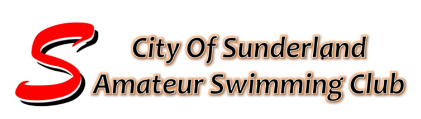 S
City Of Sunderland
Amateur Swimming Club